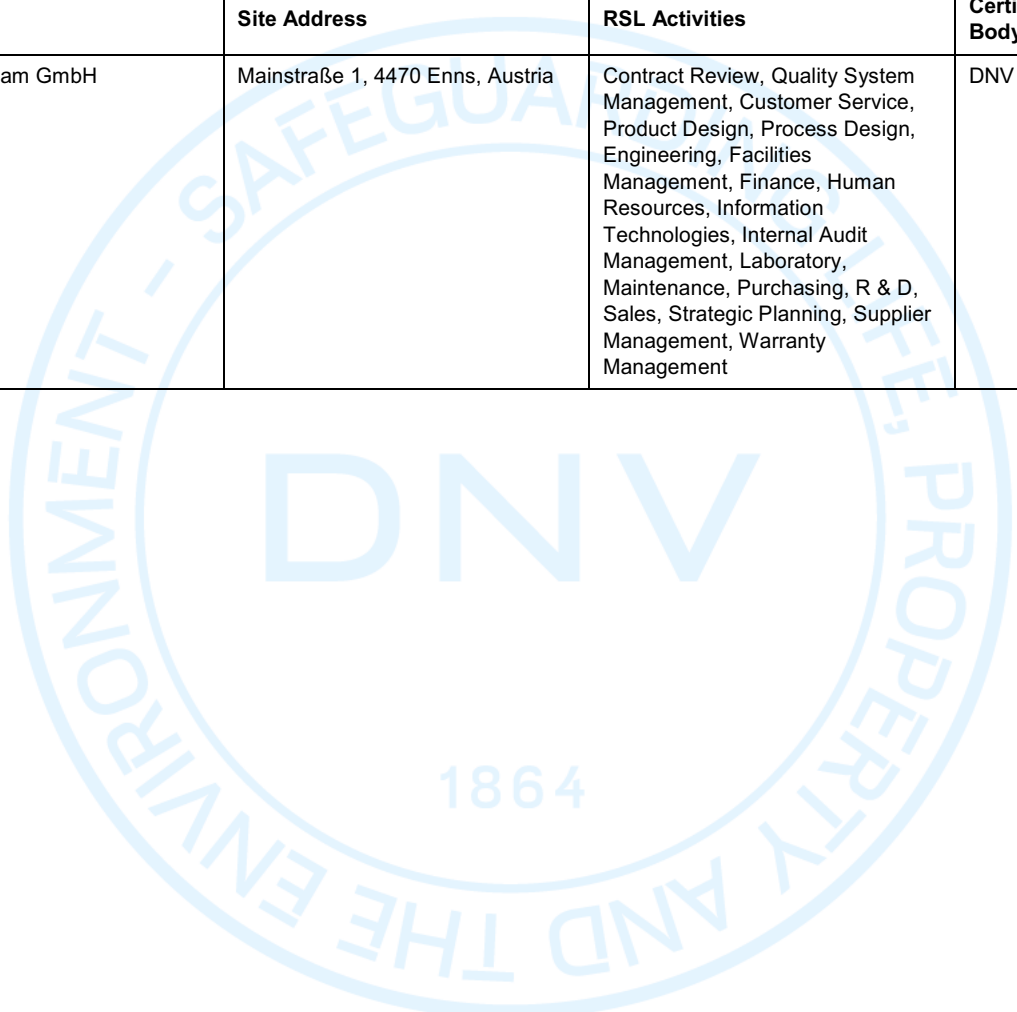 Site Address
RSL Activities
Body
am GmbH
Mainstraße 1, 4470 Enns, Austria
Contract Review, Quality System
Management, Customer Service,
Product Design, Process Design,
Engineering, Facilities
Management, Finance, Human
Resources, Information
Technologies, Internal Audit
Management, Laboratory,
Maintenance, Purchasing, R & D,
Sales, Strategic Planning, Supplier
Management, Warranty
Management
DNV
SAFEGUARDING LIFE, PROPERTY AND THE ENVIRONMENT -
DNV
1864